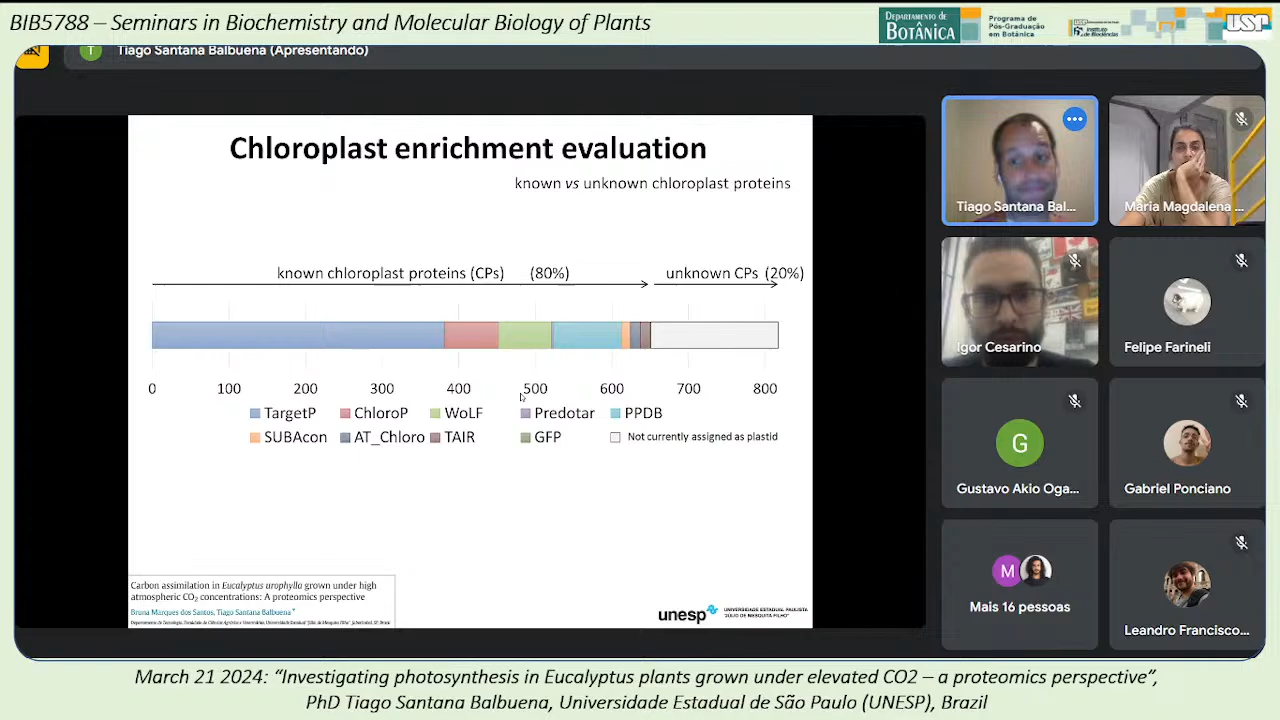 BIB5788 – Seminars in Biochemistry and Molecular Biology of Plants
DEPARTAMENTO DE
BOTÂNICA
Programa de
Pós-Graduação
em Botânica
USP
T Tiago Santana Balbuena (Apresentando)
Chloroplast enrichment evaluation
known vs unknown chloroplast proteins
known chloroplast proteins (CPs) (80%)
unknown CPs (20%)
0 100 200 300 400 500 600 700 800
TargetP ChloroP WoLF Predotar PPDB
SUBAcon AT_Chloro TAIR GFP Not currently assigned as plastid
Carbon assimilation in Eucalyptus urophylla grown under high
atmospheric CO2 concentrations: A proteomics perspective
Bruna Marques dos Santos, Tiago Santana Balbuena*
unesp
UNIVERSIDADE ESTADUAL PAULISTA
"JÚLIO DE MESQUITA FILHO"
Tiago Santana Bal...
Maria Magdalena ...
Igor Cesarino
Felipe Farineli
G
Gustavo Akio Oga...
Gabriel Ponciano
M
Mais 16 pessoas
Leandro Francisco...
March 21 2024: “Investigating photosynthesis in Eucalyptus plants grown under elevated CO2 – a proteomics perspective”,
PhD Tiago Santana Balbuena, Universidade Estadual de São Paulo (UNESP), Brazil